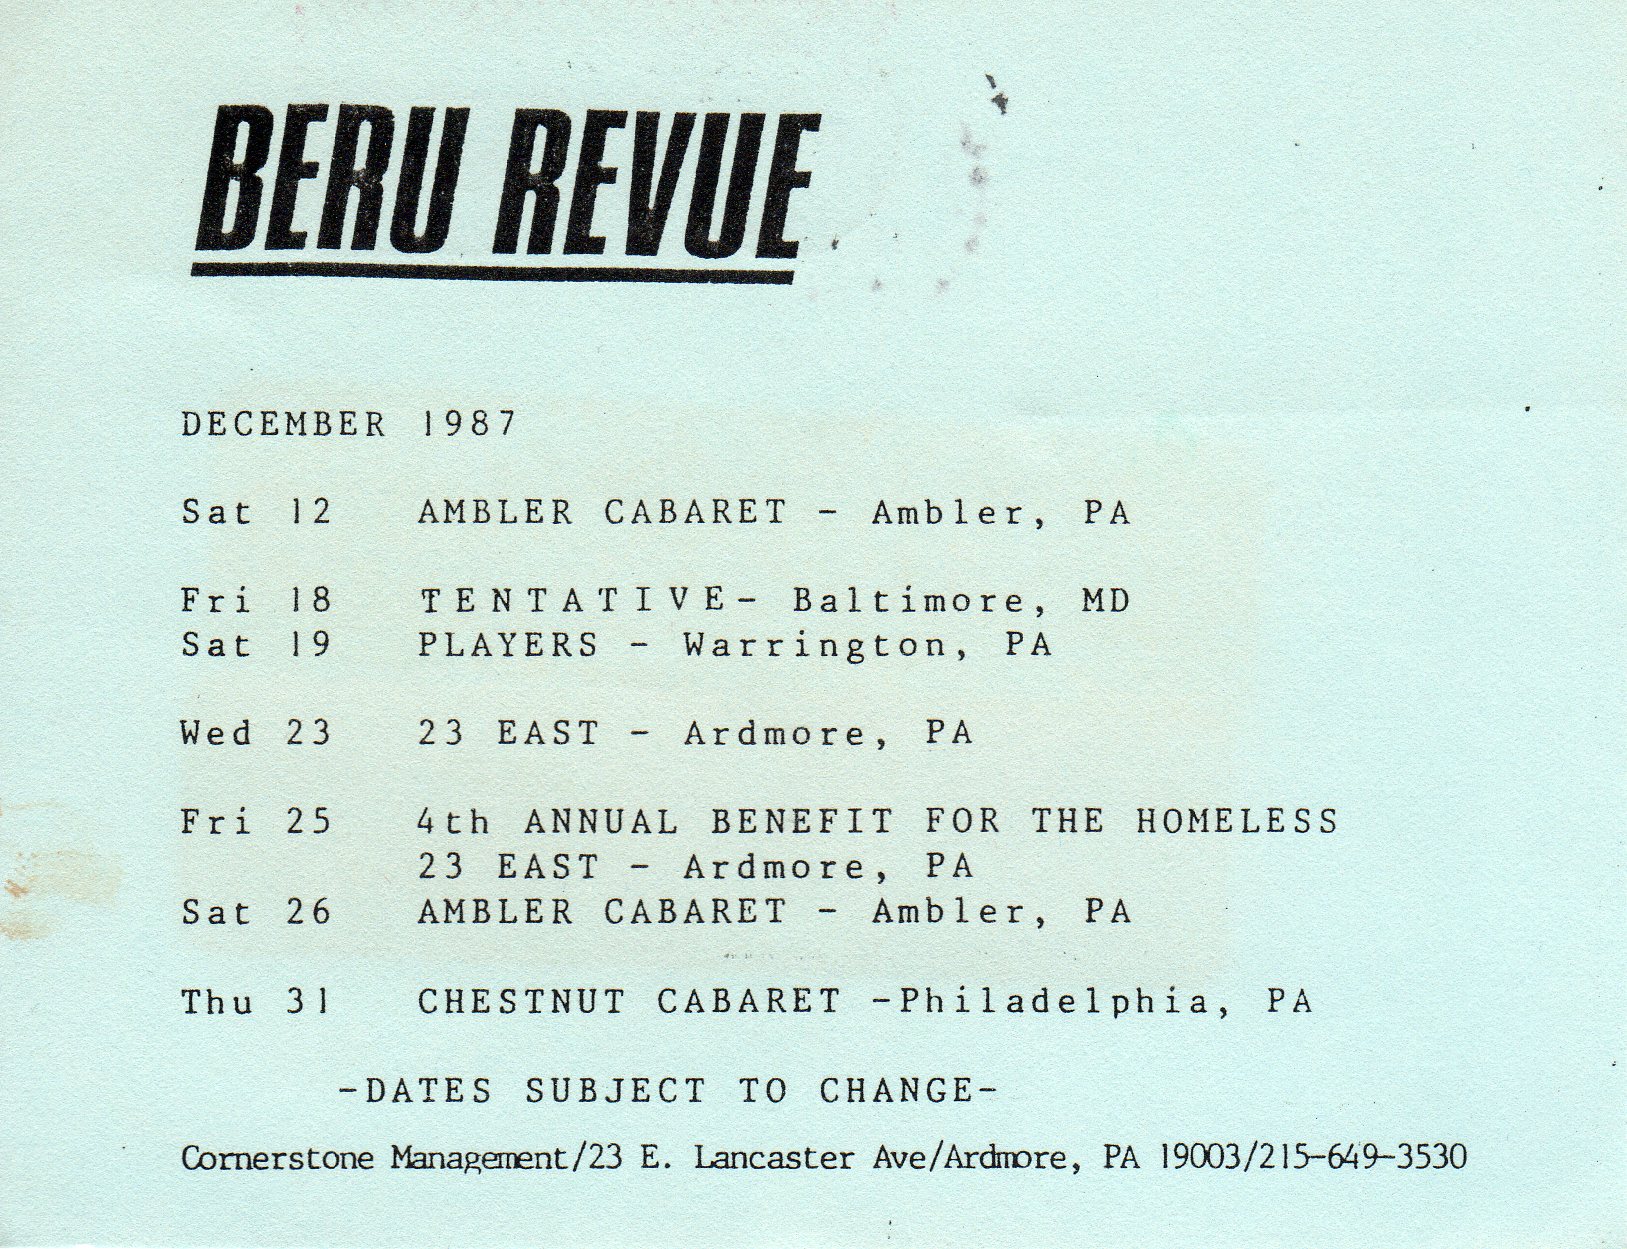 BERU REVUE
DECEMBER 1987
Sat 12 AMBLER CABARET - Ambler, PA
Fri 18 TENTATIVE- Baltimore, MD
Sat 19 PLAYERS - Warrington, PA
Wed 23 23 EAST - Ardmore, PA
Fri 25 4th ANNUAL BENEFIT FOR THE HOMELESS
23 EAST - Ardmore, PA
Sat 26 AMBLER CABARET - Ambler, PA
Thu 31 CHESTNUT CABARET -Philadelphia, PA
-DATES SUBJECT TO CHANGE-
Cornerstone Management/23 E. Lancaster Ave/Ardmore, PA 19003/215-649-3530